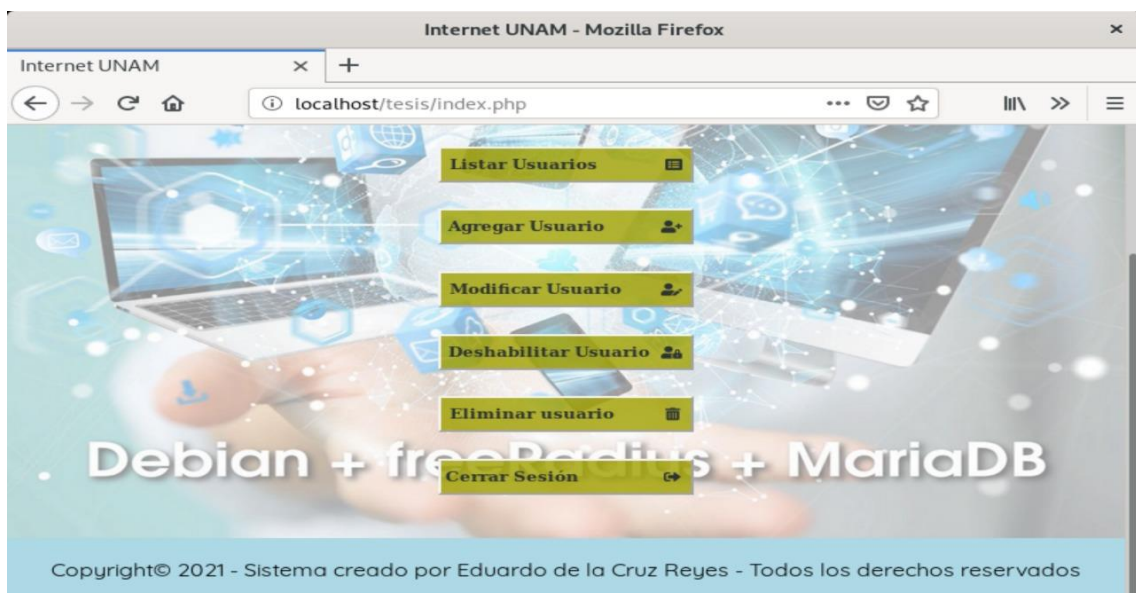 Internet UNAM - Mozilla Firefox
Internet UNAM
localhost/tesis/index.php
Listar Usuarios
Agregar Usuario
Modificar Usuario
Deshabilitar Usuario
Eliminar usuario
Debian + freeRadius + MariaDB
Cerrar Sesión
Copyright© 2021 - Sistema creado por Eduardo de la Cruz Reyes - Todos los derechos reservados